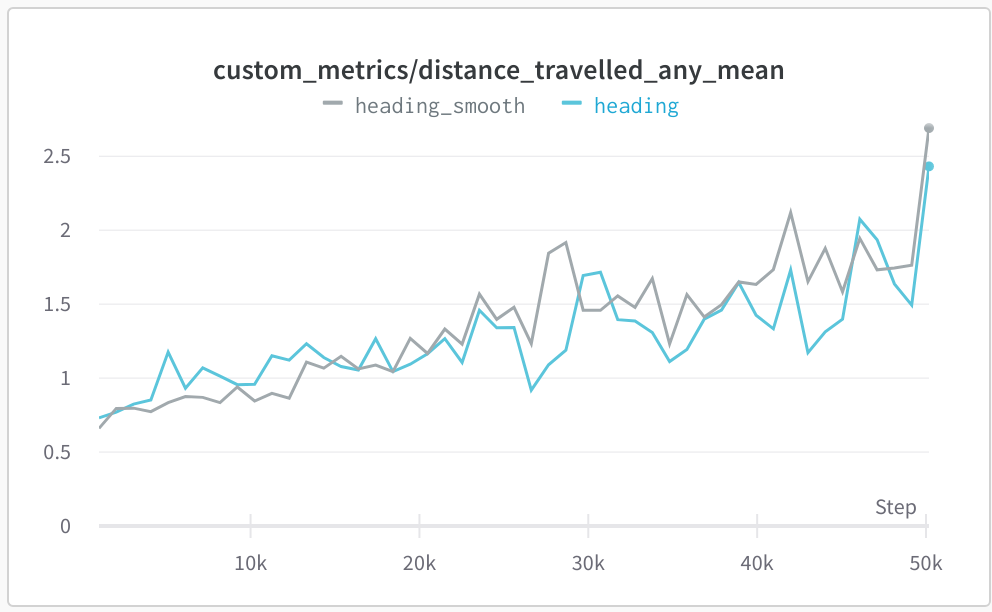 custom_metrics/distance_travelled_any_mean
heading_smooth heading
2.5
2
1.5
1
0.5
0
Step
10k 20k 30k 40k 50k